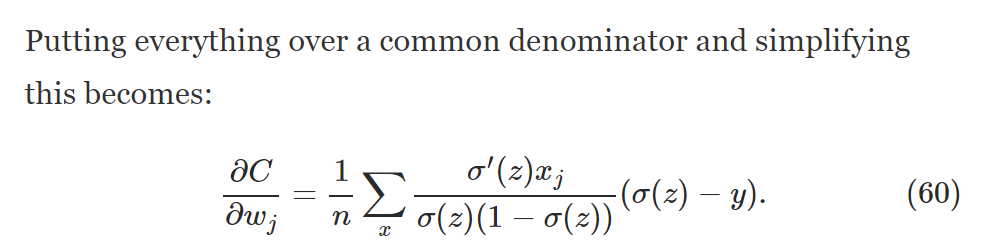 Putting everything over a common denominator and simplifying
this becomes:
∂C/∂w_j = 1/n ∑_x σ′(z)x_j / σ(z)(1 − σ(z)) (σ(z) − y). (60)